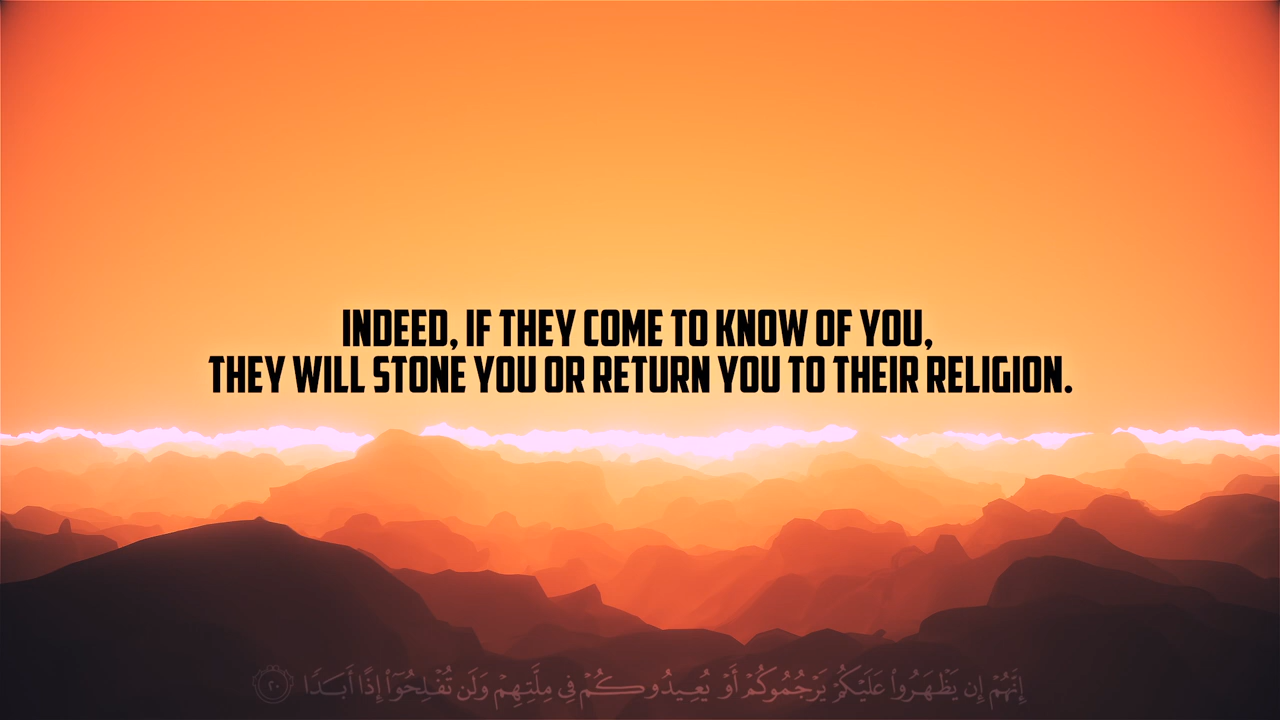 INDEED, IF THEY COME TO KNOW OF YOU,
THEY WILL STONE YOU OR RETURN YOU TO THEIR RELIGION.
إِنَّهُمْ إِن يَظْهَرُوا۟ عَلَيْكُمْ يَرْجُمُوكُمْ أَوْ يُعِيدُوكُمْ فِى مِلَّتِهِمْ وَلَن تُفْلِحُوٓا۟ إِذًا أَبَدًا ٢٠